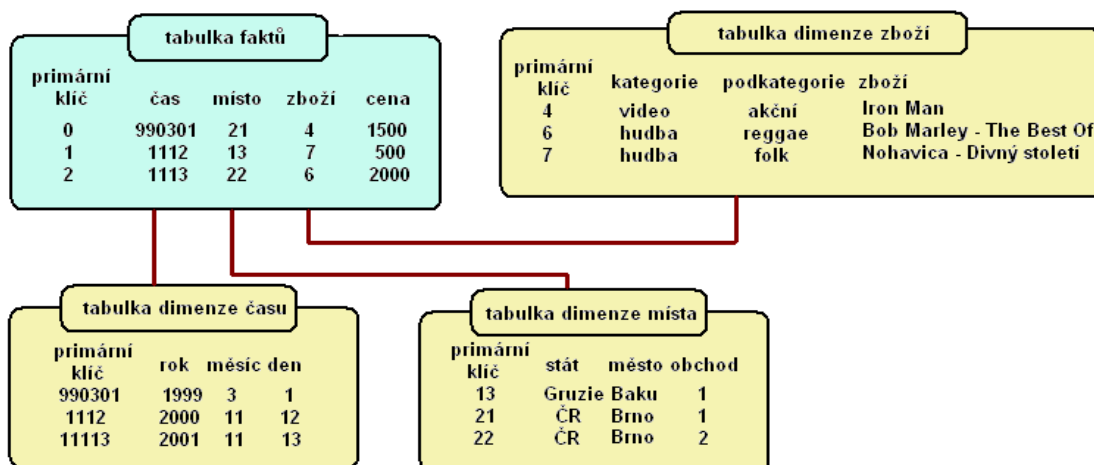 tabulka faktů
primární klíč čas místo zboží cena
0 990301 21 4 1500
1 1112 13 7 500
2 1113 22 6 2000
tabulka dimenze zboží
primární klíč kategorie podkategorie zboží
4 video akční Iron Man
6 hudba reggae Bob Marley - The Best Of
7 hudba folk Nohavica - Divný století
tabulka dimenze času
primární klíč rok měsíc den
990301 1999 3 1
1112 2000 11 12
11113 2001 11 13
tabulka dimenze místa
primární klíč stát město obchod
13 Gruzie Baku 1
21 ČR Brno 1
22 ČR Brno 2